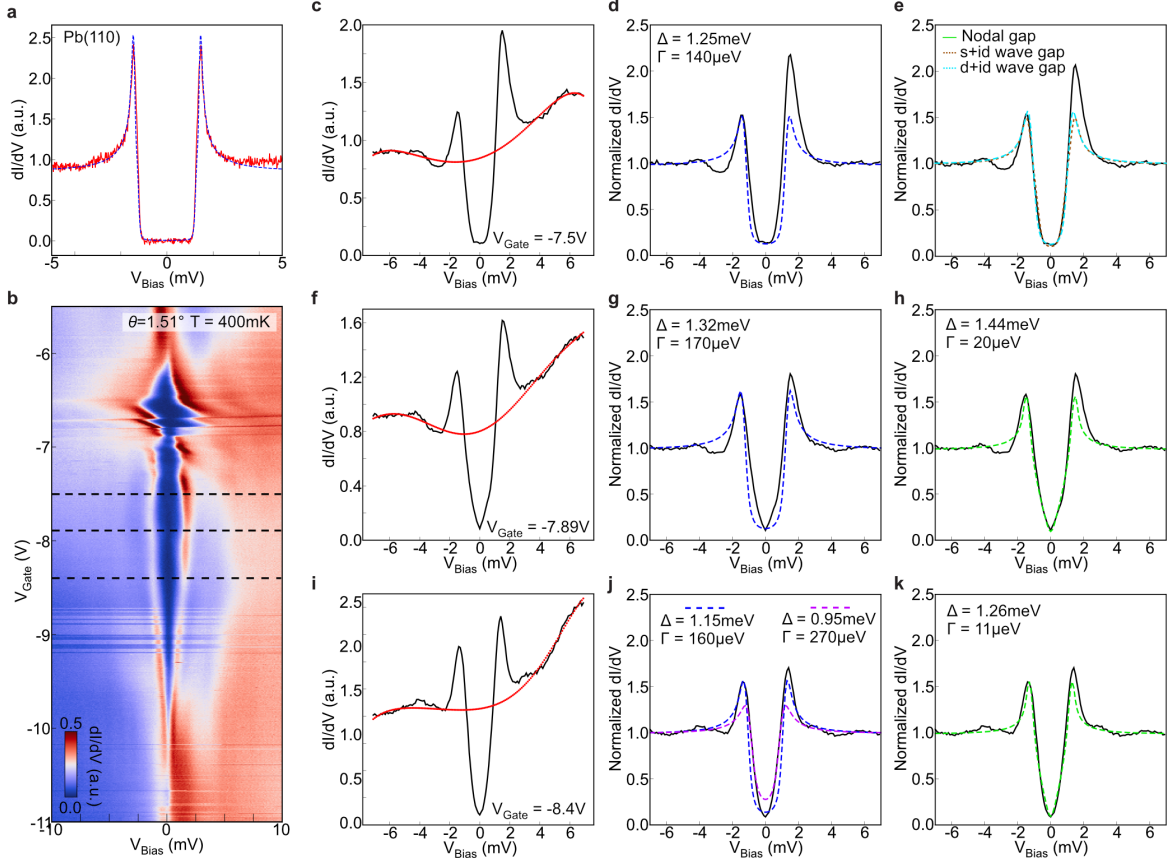 a
Pb(110)
2.5
2.0
1.5
1.0
0.5
0.0
dI/dV (a.u.)
-5
0
5
V_Bias (mV)
b
θ=1.51° T = 400mK
-6
-7
-8
-9
-10
-11
V_Gate (V)
0.5
0.0
dI/dV (a.u.)
-10
0
10
V_Bias (mV)
c
2.0
1.6
1.2
0.8
0.4
0.0
dI/dV (a.u.)
V_Gate = -7.5V
-6 -4 -2 0 2 4 6
V_Bias (mV)
d
Δ = 1.25meV
Γ = 140µeV
2.5
2.0
1.5
1.0
0.5
0.0
Normalized dI/dV
-6 -4 -2 0 2 4 6
V_Bias (mV)
e
Nodal gap
s+id wave gap
d+id wave gap
2.5
2.0
1.5
1.0
0.5
0.0
Normalized dI/dV
-6 -4 -2 0 2 4 6
V_Bias (mV)
f
1.6
1.2
0.8
0.4
0.0
dI/dV (a.u.)
V_Gate = -7.89V
-6 -4 -2 0 2 4 6
V_Bias (mV)
g
Δ = 1.32meV
Γ = 170µeV
2.5
2.0
1.5
1.0
0.5
0.0
Normalized dI/dV
-6 -4 -2 0 2 4 6
V_Bias (mV)
h
Δ = 1.44meV
Γ = 20µeV
2.5
2.0
1.5
1.0
0.5
0.0
Normalized dI/dV
-6 -4 -2 0 2 4 6
V_Bias (mV)
i
2.5
2.0
1.5
1.2
0.5
0.0
dI/dV (a.u.)
V_Gate = -8.4V
-6 -4 -2 0 2 4 6
V_Bias (mV)
j
Δ = 1.15meV
Γ = 160µeV
Δ = 0.95meV
Γ = 270µeV
2.5
2.0
1.5
1.0
0.5
0.0
Normalized dI/dV
-6 -4 -2 0 2 4 6
V_Bias (mV)
k
Δ = 1.26meV
Γ = 11µeV
2.5
2.0
1.5
1.0
0.5
0.0
Normalized dI/dV
-6 -4 -2 0 2 4 6
V_Bias (mV)